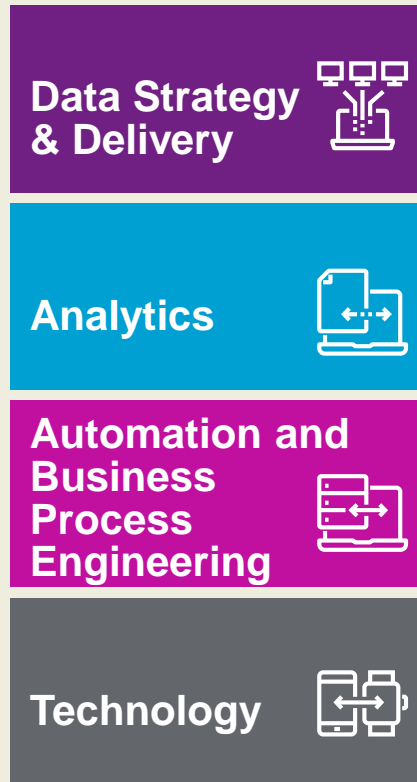 Data Strategy
& Delivery
Analytics
Automation and
Business
Process
Engineering
Technology